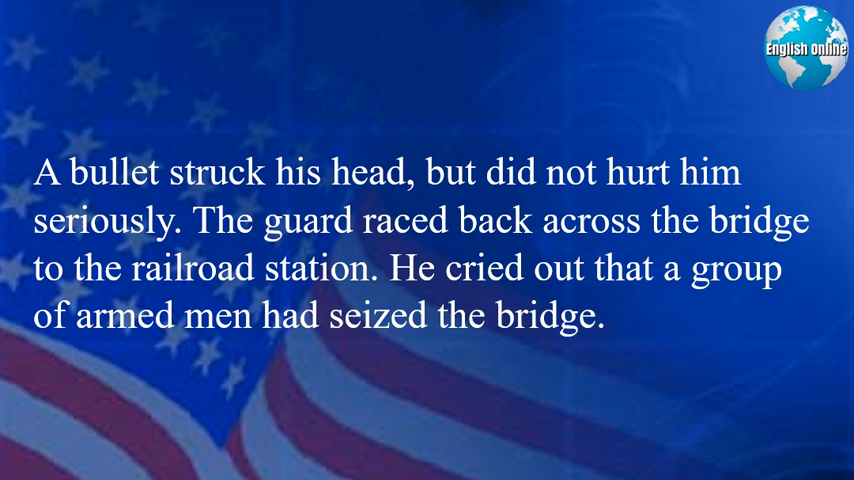 English Online
A bullet struck his head, but did not hurt him
seriously. The guard raced back across the bridge
to the railroad station. He cried out that a group
of armed men had seized the bridge.